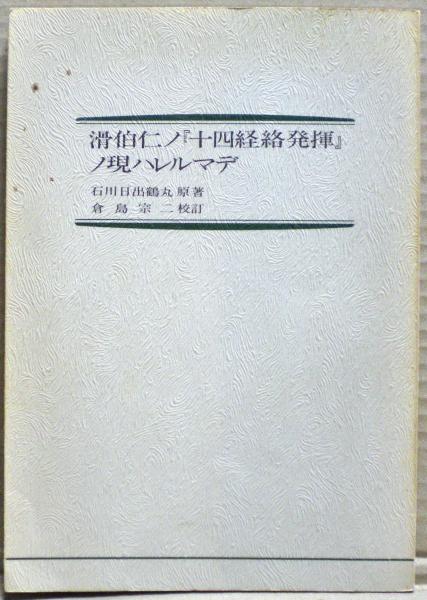 滑伯仁ノ『十四経絡発揮』
ノ現ハレルマデ
石川日出鶴丸 原著
倉島宗二 校訂